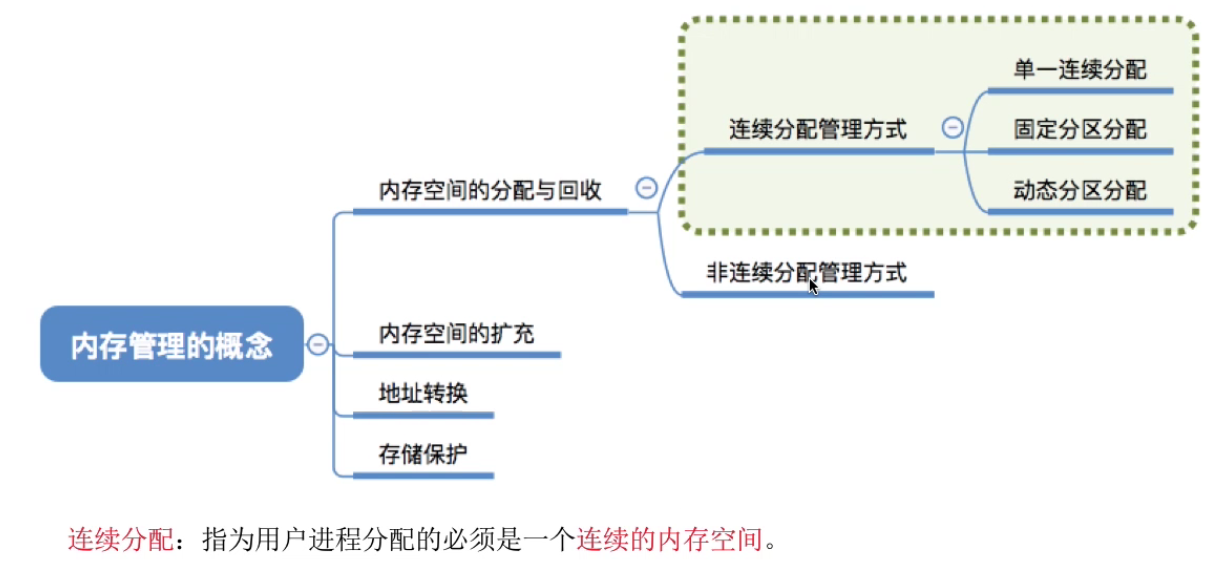 单一连续分配
连续分配管理方式
固定分区分配
内存空间的分配与回收
动态分区分配
非连续分配管理方式
内存管理的概念
内存空间的扩充
地址转换
存储保护
连续分配：指为用户进程分配的必须是一个连续的内存空间。